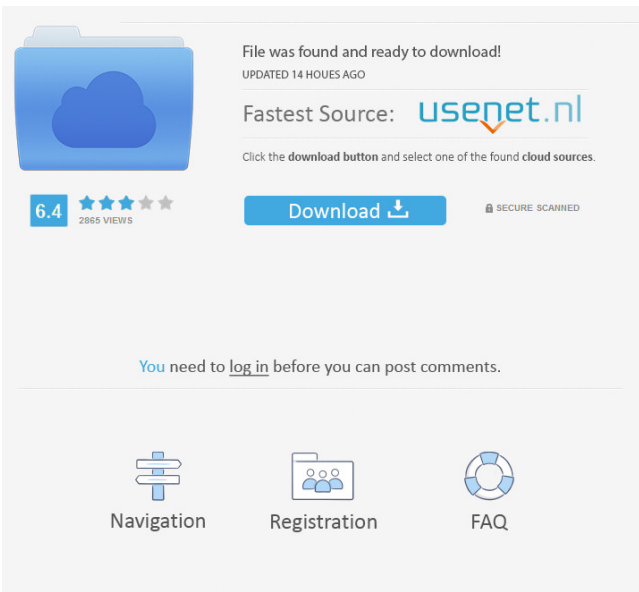 File was found and ready to download!
UPDATED 14 HOUES AGO
Fastest Source: usenet.nl
Click the download button and select one of the found cloud sources.
6.4
2865 VIEWS
Download
SECURE SCANNED
You need to log in before you can post comments.
Navigation
Registration
FAQ